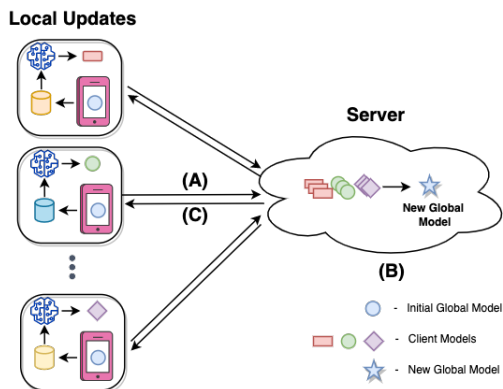 Local Updates
Server
(A)
(C)
New Global
Model
(B)
- Initial Global Model
- Client Models
- New Global Model